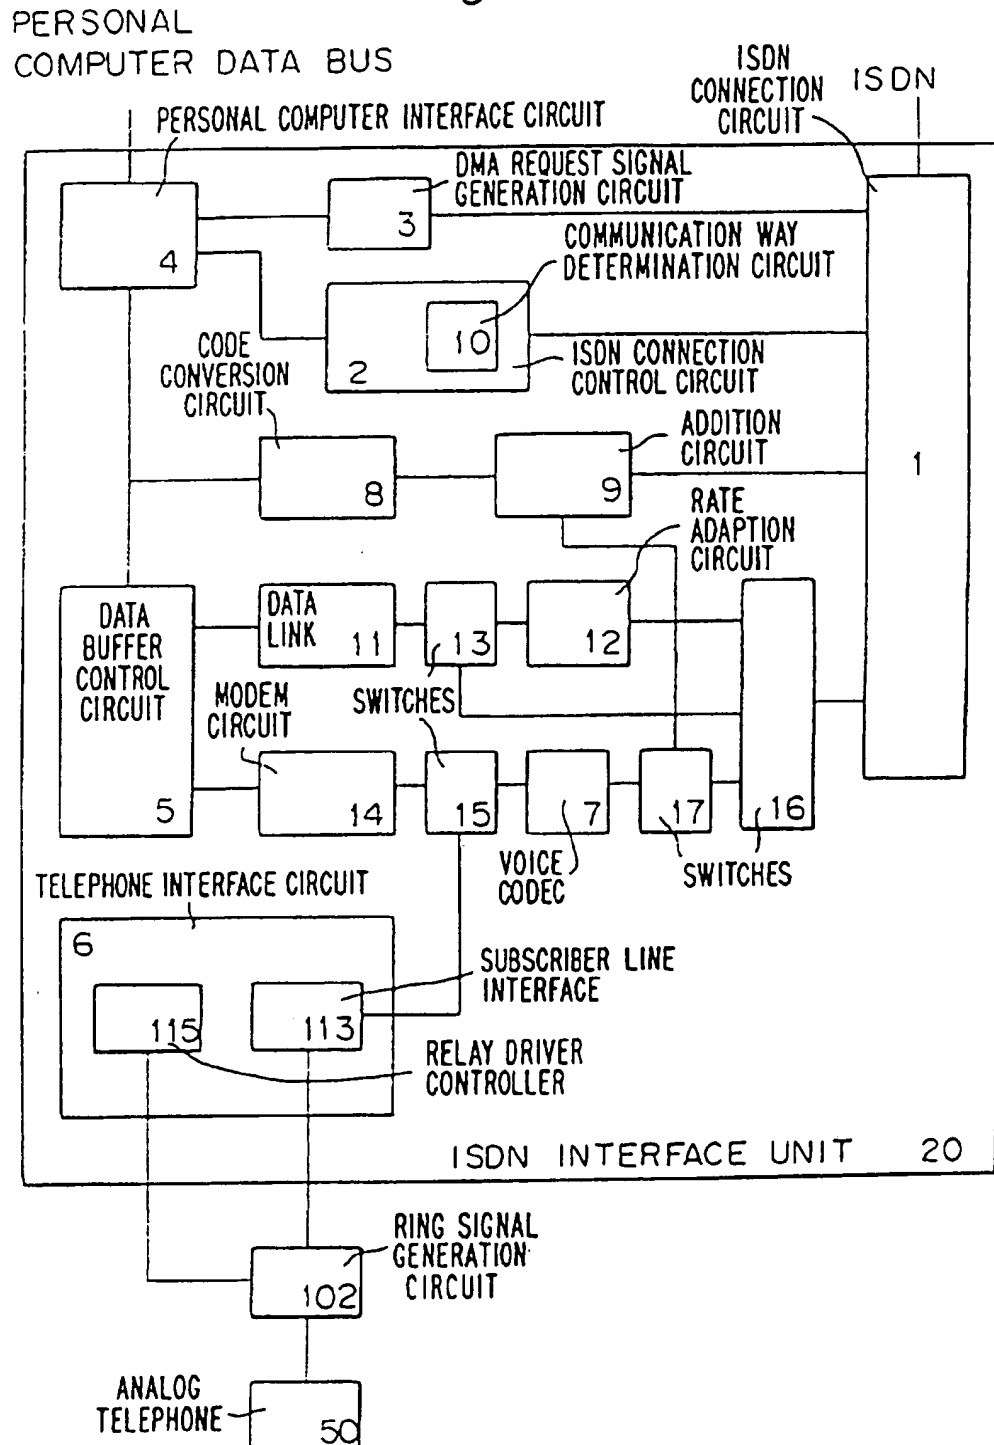 PERSONAL
COMPUTER DATA BUS
ISDN
CONNECTION
CIRCUIT
ISDN
PERSONAL COMPUTER INTERFACE CIRCUIT
DMA REQUEST SIGNAL
GENERATION CIRCUIT
3
4
COMMUNICATION WAY
DETERMINATION CIRCUIT
10
2
ISDN CONNECTION
CONTROL CIRCUIT
CODE
CONVERSION
CIRCUIT
8
9
ADDITION
CIRCUIT
1
RATE
ADAPTION
CIRCUIT
DATA
BUFFER
CONTROL
CIRCUIT
5
DATA
LINK
11
13
12
SWITCHES
MODEM
CIRCUIT
14
15
7
17
16
VOICE
CODEC
SWITCHES
TELEPHONE INTERFACE CIRCUIT
6
115
113
SUBSCRIBER LINE
INTERFACE
RELAY DRIVER
CONTROLLER
ISDN INTERFACE UNIT 20
RING SIGNAL
GENERATION
CIRCUIT
102
ANALOG
TELEPHONE
50